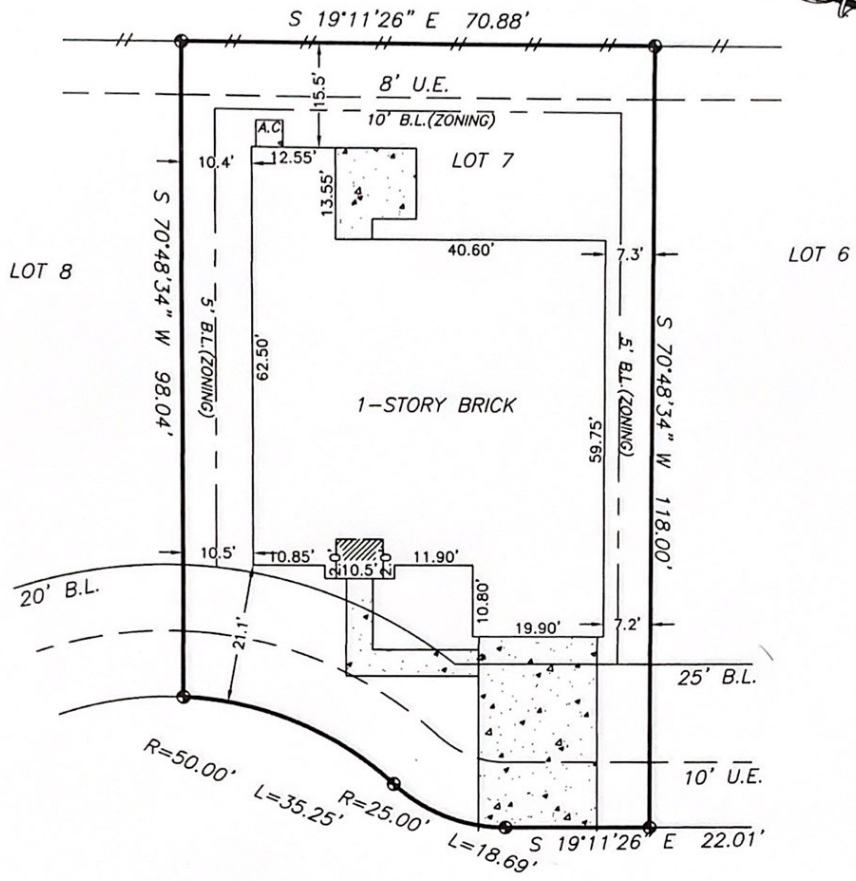 S 19°11'26" E 70.88'
8' U.E.
15.5'
10' B.L.(ZONING)
A.C
12.55'
LOT 7
10.4'
13.55'
40.60'
7.3'
LOT 8
LOT 6
S 70°48'34" W 98.04'
5' B.L.(ZONING)
62.50'
1-STORY BRICK
59.75'
5' B.L.(ZONING)
S 70°48'34" W 118.00'
10.5'
10.85'
2.0'
10.5'
2.0'
11.90'
10.80'
19.90'
7.2'
20' B.L.
21.1'
25' B.L.
10' U.E.
R=50.00'
L=35.25'
R=25.00'
L=18.69'
S 19°11'26" E 22.01'